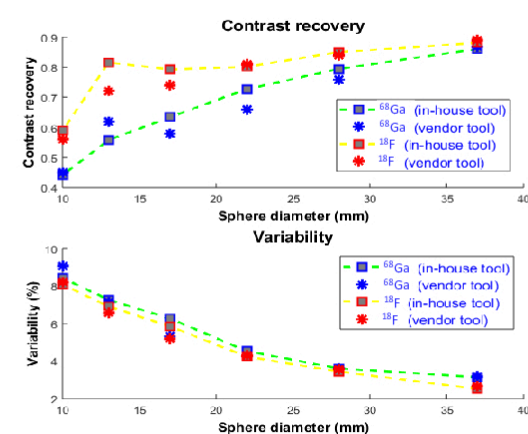 Contrast recovery
Contrast recovery
0.9
0.8
0.7
0.6
0.5
0.4
10 15 20 25 30 35 40
68Ga (in-house tool)
68Ga (vendor tool)
18F (in-house tool)
18F (vendor tool)
Sphere diameter (mm)
Variability
Variability (%)
10
8
6
4
2
10 15 20 25 30 35 40
68Ga (in-house tool)
68Ga (vendor tool)
18F (in-house tool)
18F (vendor tool)
Sphere diameter (mm)